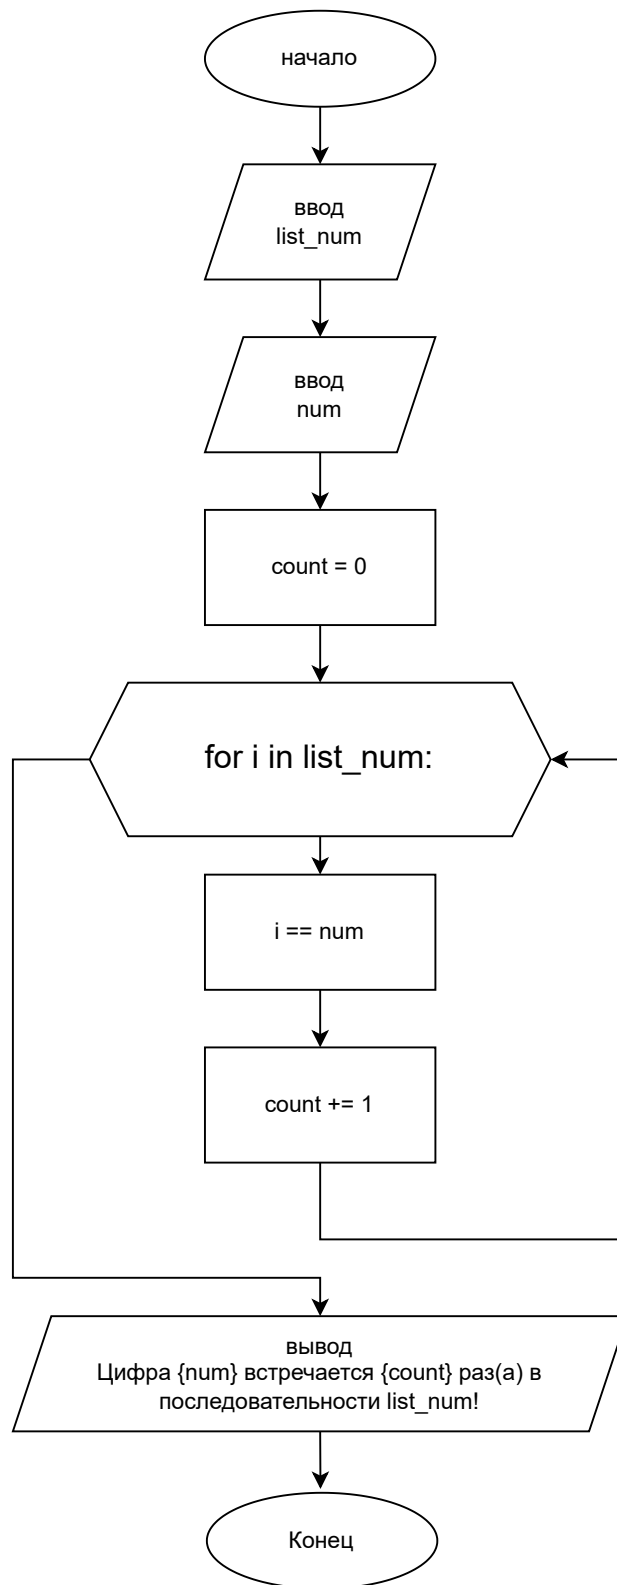 начало
ввод
list_num
ввод
num
count = 0
for i in list_num:
i == num
count += 1
вывод
Цифра {num} встречается {count} раз(а) в
последовательности list_num!
Конец